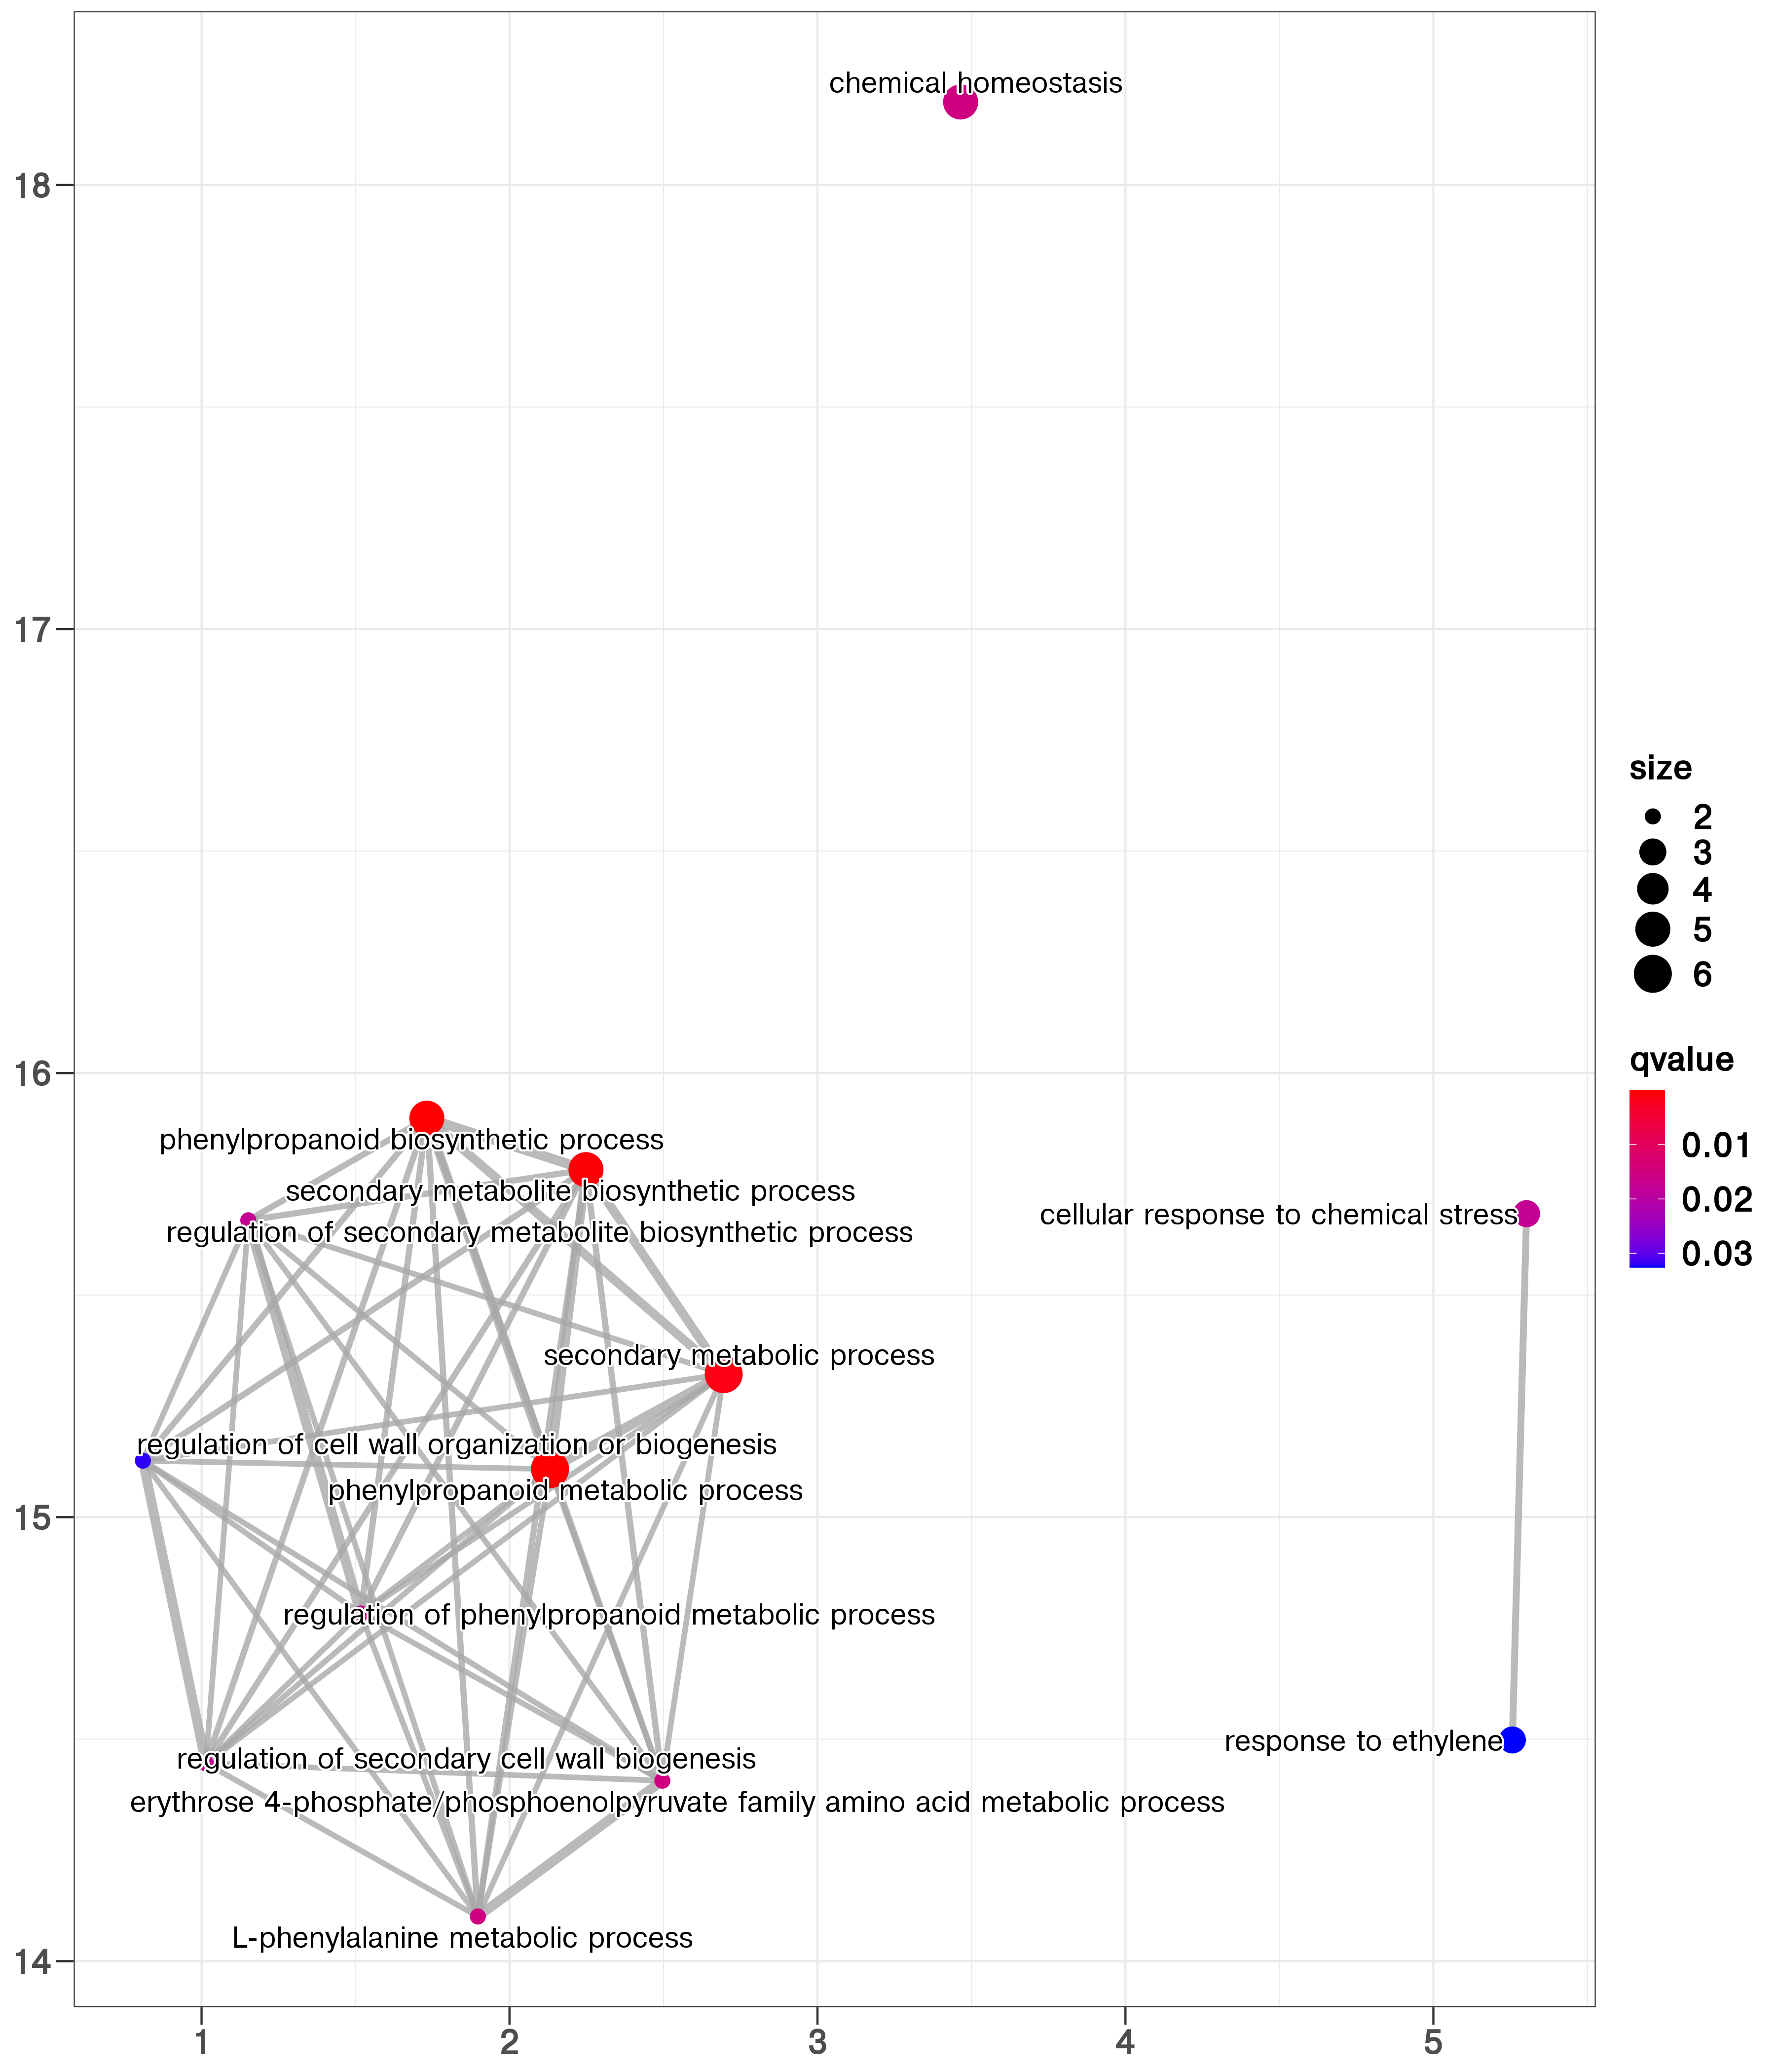 chemical homeostasis
18
17
16
phenylpropanoid biosynthetic process
secondary metabolite biosynthetic process
regulation of secondary metabolite biosynthetic process
cellular response to chemical stress
secondary metabolic process
regulation of cell wall organization or biogenesis
phenylpropanoid metabolic process
15
regulation of phenylpropanoid metabolic process
response to ethylene
regulation of secondary cell wall biogenesis
erythrose 4-phosphate/phosphoenolpyruvate family amino acid metabolic process
L-phenylalanine metabolic process
14
1 2 3 4 5
size
2
3
4
5
6
qvalue
0.01
0.02
0.03